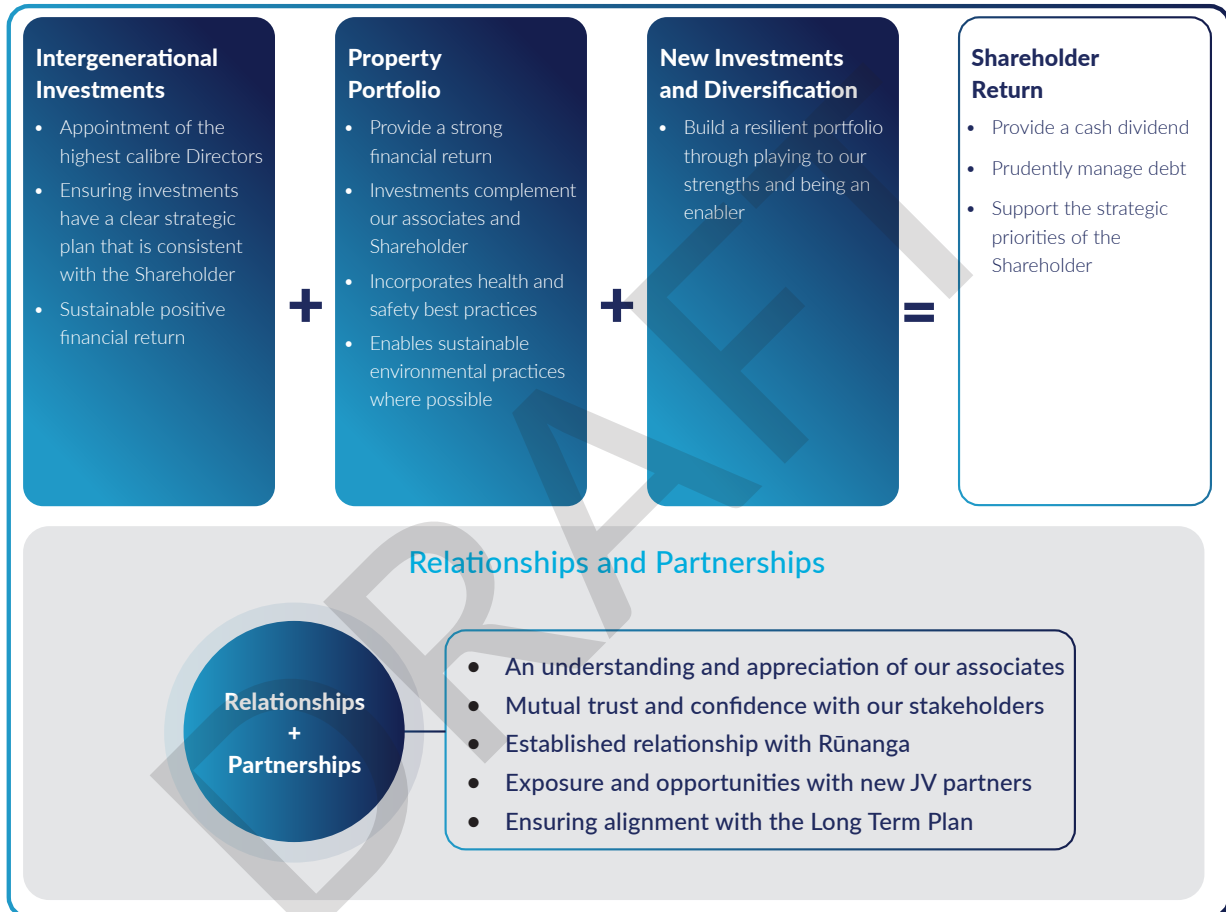 Intergenerational
Investments
• Appointment of the
highest calibre Directors
• Ensuring investments
have a clear strategic
plan that is consistent
with the Shareholder
• Sustainable positive
financial return
+
Property
Portfolio
• Provide a strong
financial return
• Investments complement
our associates and
Shareholder
• Incorporates health and
safety best practices
• Enables sustainable
environmental practices
where possible
+
New Investments
and Diversification
• Build a resilient portfolio
through playing to our
strengths and being an
enabler
=
Shareholder
Return
• Provide a cash dividend
• Prudently manage debt
• Support the strategic
priorities of the
Shareholder
Relationships and Partnerships
Relationships
+
Partnerships
• An understanding and appreciation of our associates
• Mutual trust and confidence with our stakeholders
• Established relationship with Rūnanga
• Exposure and opportunities with new JV partners
• Ensuring alignment with the Long Term Plan
DRAFT